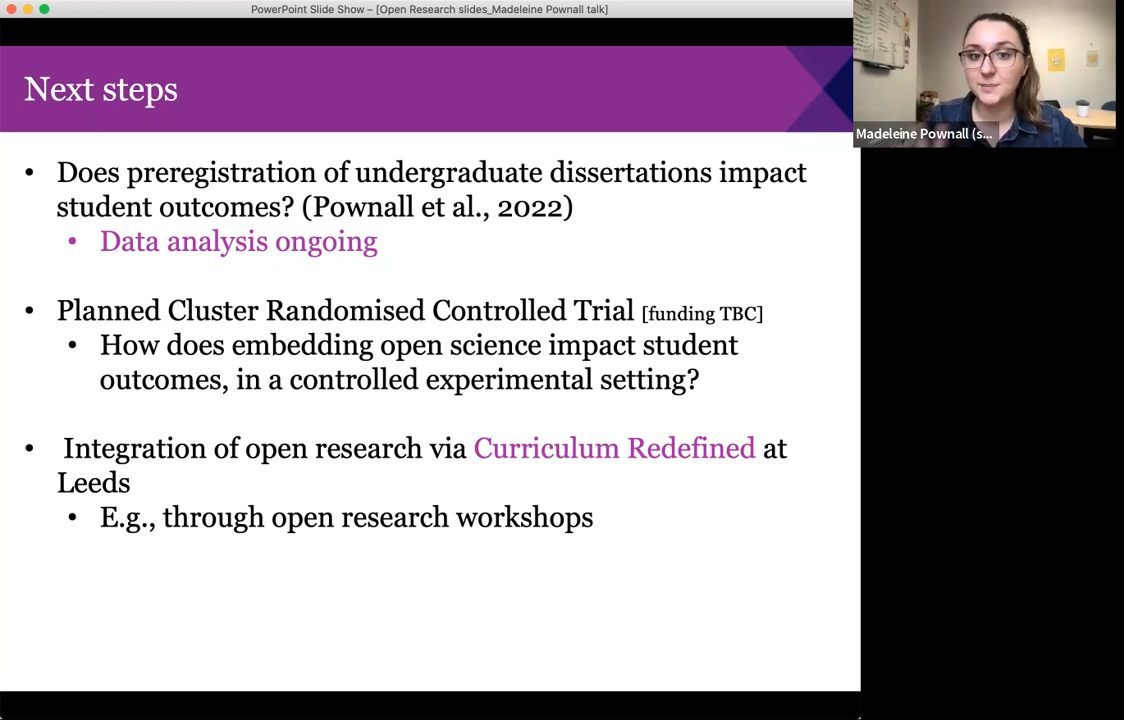 PowerPoint Slide Show – [Open Research slides_Madeleine Pownall talk]
Next steps
• Does preregistration of undergraduate dissertations impact
student outcomes? (Pownall et al., 2022)
• Data analysis ongoing
• Planned Cluster Randomised Controlled Trial [funding TBC]
• How does embedding open science impact student
outcomes, in a controlled experimental setting?
• Integration of open research via Curriculum Redefined at
Leeds
• E.g., through open research workshops
Madeleine Pownall (s...